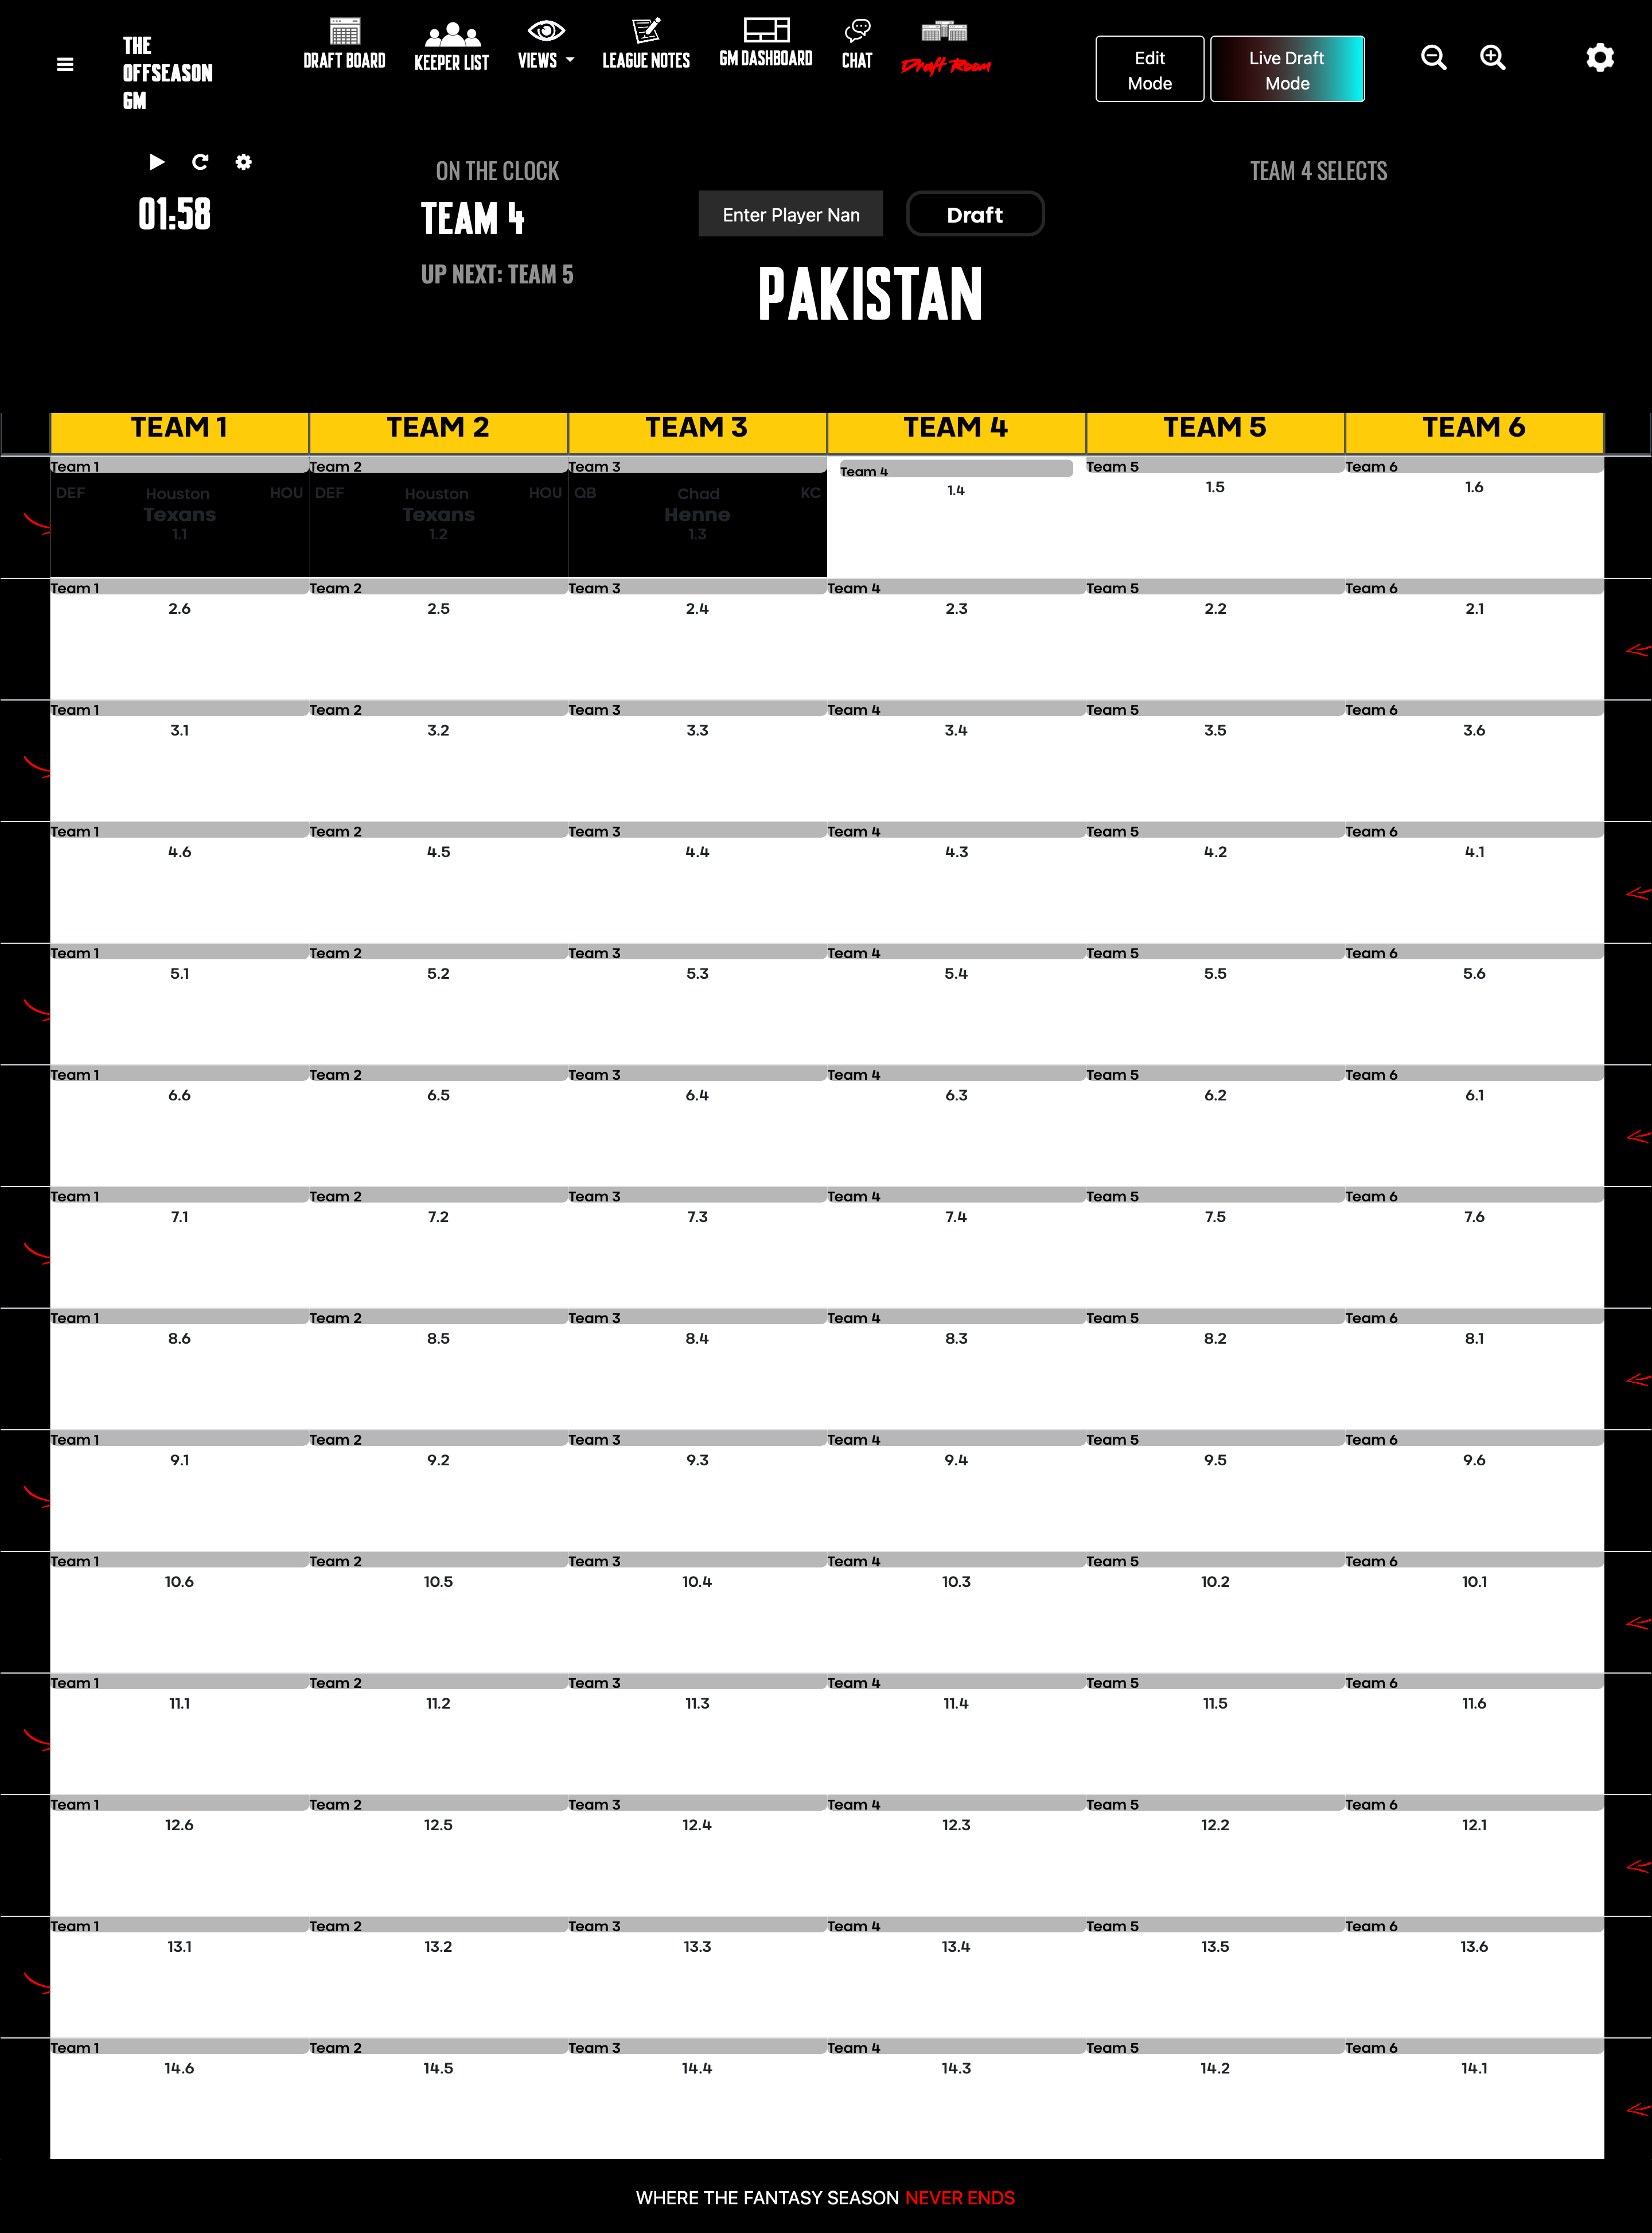 THE
OFFSEASON
GM
DRAFT BOARD
KEEPER LIST
VIEWS
LEAGUE NOTES
GM DASHBOARD
CHAT
Draft Room
Edit
Mode
Live Draft
Mode
01:58
ON THE CLOCK
TEAM 4
UP NEXT: TEAM 5
Enter Player Nan
Draft
TEAM 4 SELECTS
PAKISTAN
TEAM 1 TEAM 2 TEAM 3 TEAM 4 TEAM 5 TEAM 6
Team 1 Team 2 Team 3 Team 4 Team 5 Team 6
DEF Houston HOU DEF Houston HOU QB Chad KC 1.4 1.5 1.6
Texans Texans Henne
1.1 1.2 1.3
Team 1 Team 2 Team 3 Team 4 Team 5 Team 6
2.6 2.5 2.4 2.3 2.2 2.1
Team 1 Team 2 Team 3 Team 4 Team 5 Team 6
3.1 3.2 3.3 3.4 3.5 3.6
Team 1 Team 2 Team 3 Team 4 Team 5 Team 6
4.6 4.5 4.4 4.3 4.2 4.1
Team 1 Team 2 Team 3 Team 4 Team 5 Team 6
5.1 5.2 5.3 5.4 5.5 5.6
Team 1 Team 2 Team 3 Team 4 Team 5 Team 6
6.6 6.5 6.4 6.3 6.2 6.1
Team 1 Team 2 Team 3 Team 4 Team 5 Team 6
7.1 7.2 7.3 7.4 7.5 7.6
Team 1 Team 2 Team 3 Team 4 Team 5 Team 6
8.6 8.5 8.4 8.3 8.2 8.1
Team 1 Team 2 Team 3 Team 4 Team 5 Team 6
9.1 9.2 9.3 9.4 9.5 9.6
Team 1 Team 2 Team 3 Team 4 Team 5 Team 6
10.6 10.5 10.4 10.3 10.2 10.1
Team 1 Team 2 Team 3 Team 4 Team 5 Team 6
11.1 11.2 11.3 11.4 11.5 11.6
Team 1 Team 2 Team 3 Team 4 Team 5 Team 6
12.6 12.5 12.4 12.3 12.2 12.1
Team 1 Team 2 Team 3 Team 4 Team 5 Team 6
13.1 13.2 13.3 13.4 13.5 13.6
Team 1 Team 2 Team 3 Team 4 Team 5 Team 6
14.6 14.5 14.4 14.3 14.2 14.1
WHERE THE FANTASY SEASON NEVER ENDS